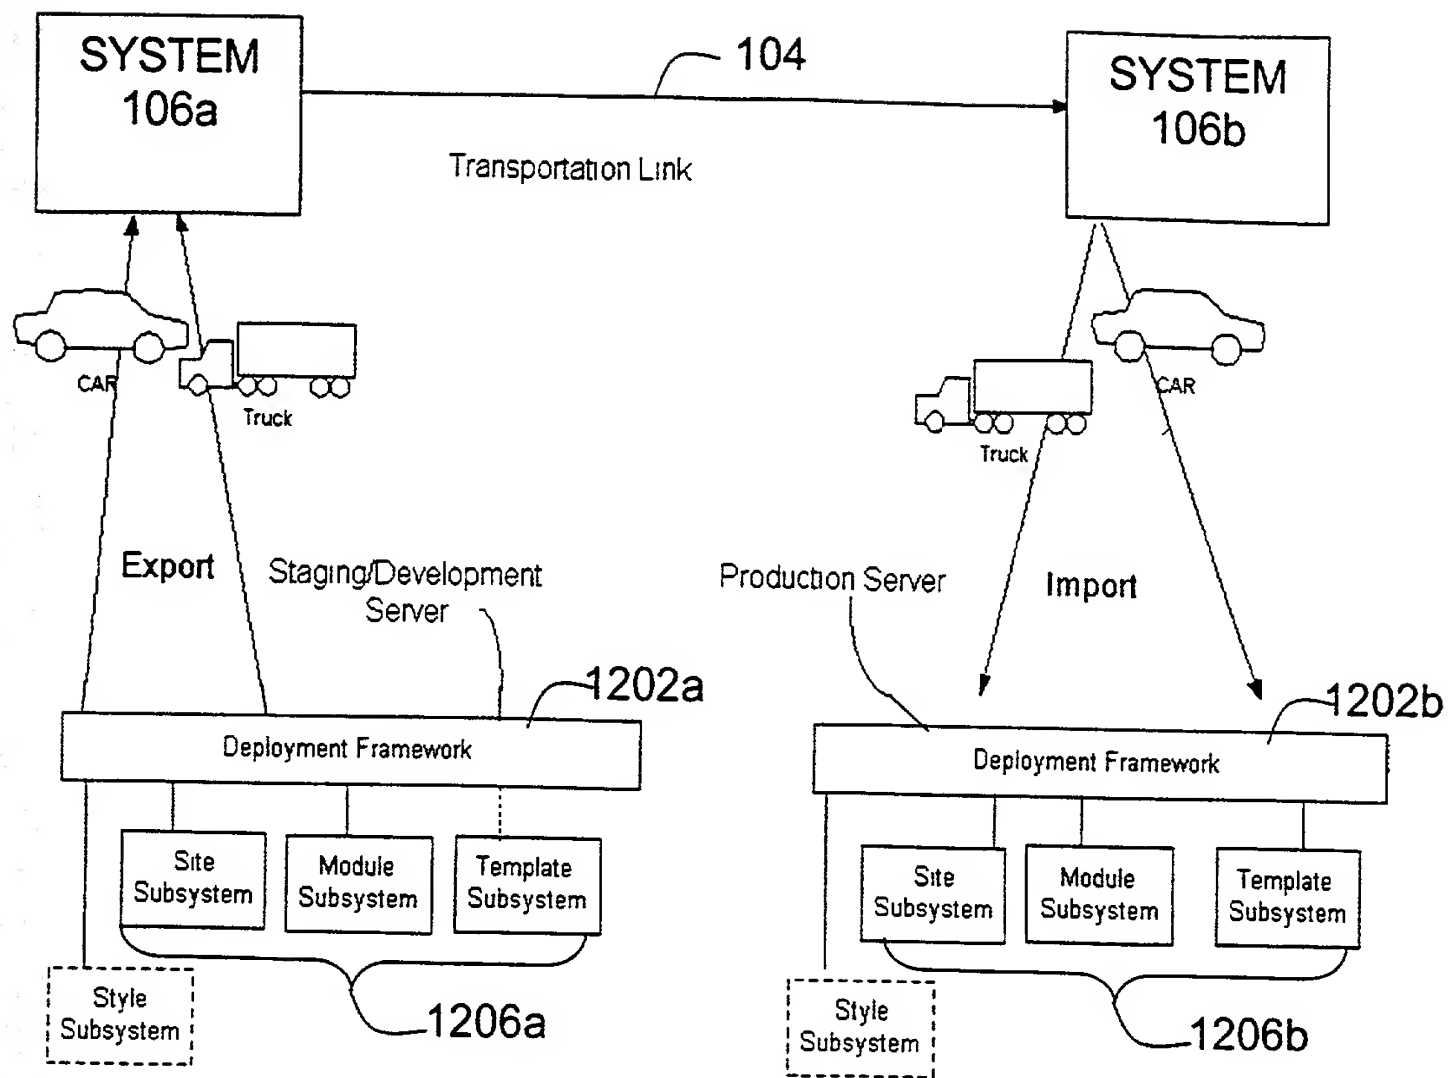 SYSTEM
106a
104
SYSTEM
106b
Transportation Link
CAR
Truck
CAR
Truck
Export
Staging/Development
Server
Production Server
Import
1202a
1202b
Deployment Framework
Deployment Framework
Site
Subsystem
Module
Subsystem
Template
Subsystem
Site
Subsystem
Module
Subsystem
Template
Subsystem
Style
Subsystem
1206a
Style
Subsystem
1206b